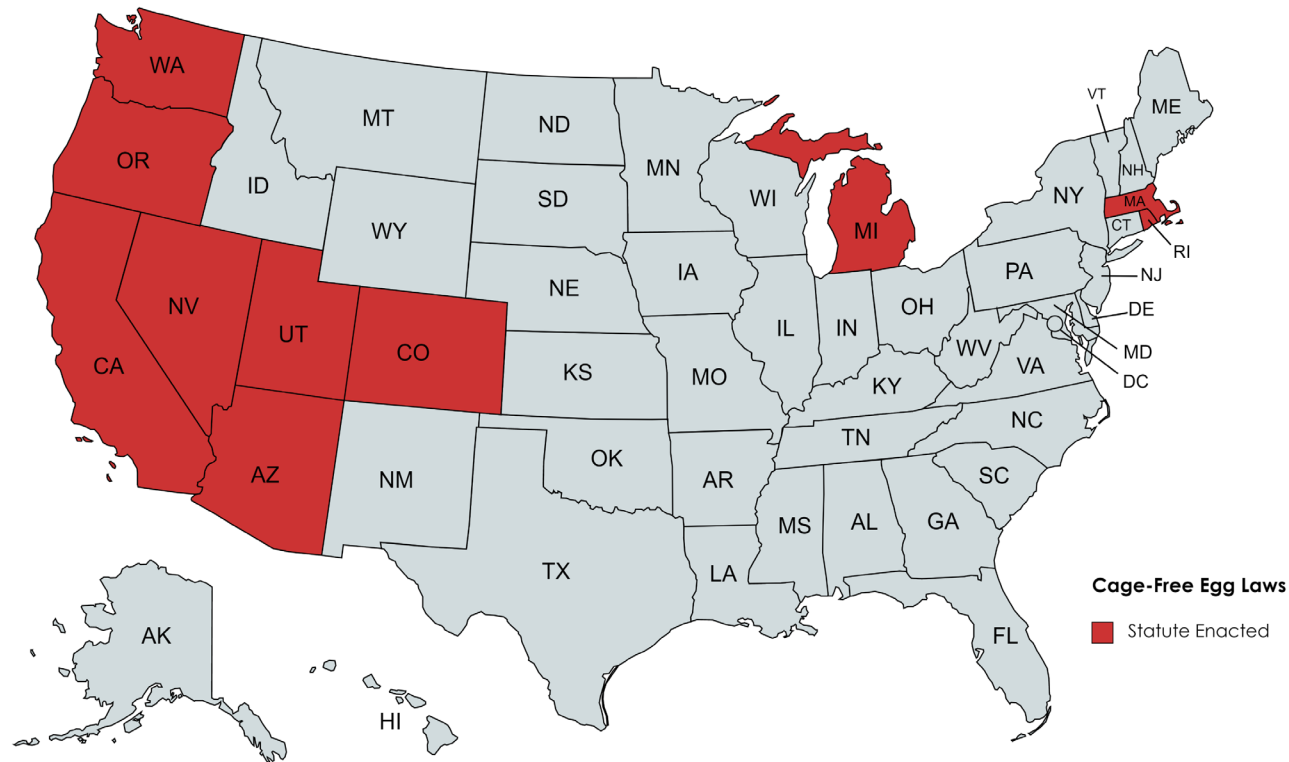 WA
MT
ND
MN
VT
ME
OR
ID
SD
WI
NH
NY
MA
WY
MI
CT
RI
IA
PA
NJ
NE
NV
OH
UT
IL
IN
DE
CO
WV
MD
CA
KS
MO
VA
DC
KY
NC
TN
OK
AZ
NM
AR
SC
MS
AL
GA
TX
LA
Cage-Free Egg Laws
Statute Enacted
AK
FL
HI